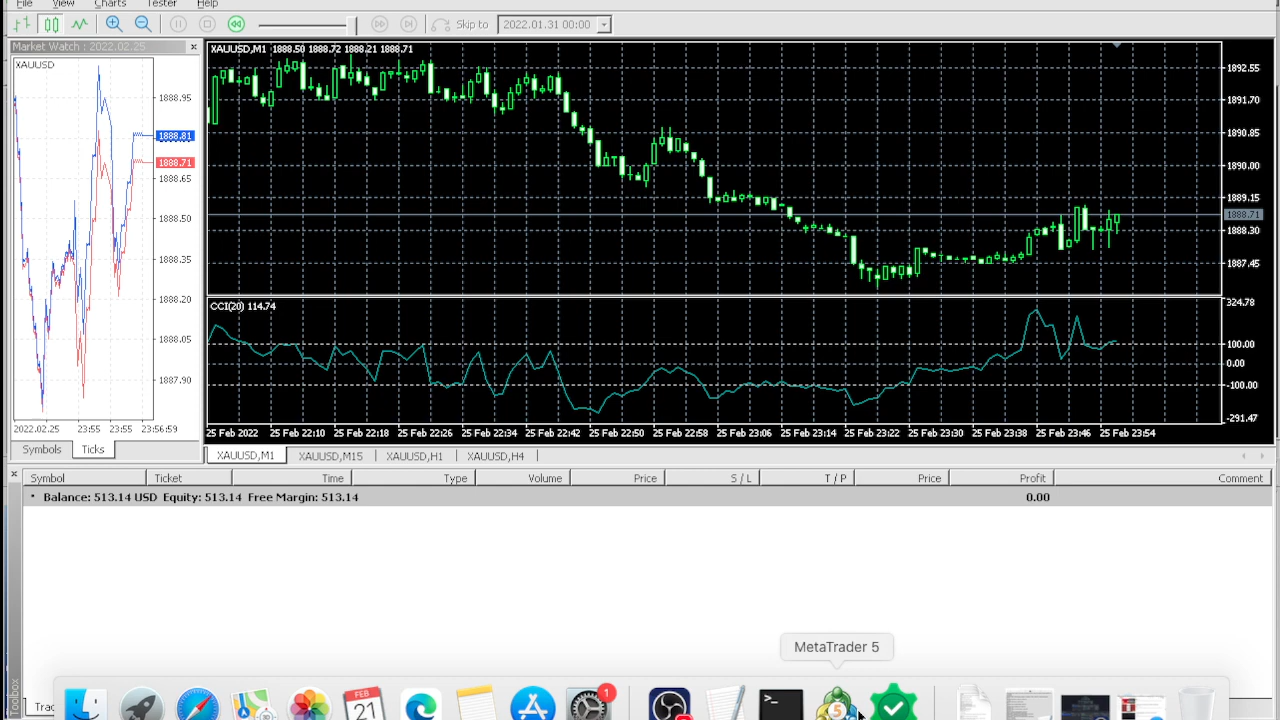 File View Charts Tester Help
Skip to 2022.01.31 00:00
Market Watch : 2022.02.25
XAUUSD
1888.95
1888.81
1888.71
1888.65
1888.50
1888.35
1888.20
1888.05
1887.90
2022.02.25 23:55 23:55 23:56:59
Symbols Ticks
XAUUSD,M1 1888.50 1888.72 1888.21 1888.71
1892.55
1891.70
1890.85
1890.00
1889.15
1888.71
1888.30
1887.45
CCI(20) 114.74
324.78
100.00
0.00
-100.00
-291.47
25 Feb 2022 25 Feb 22:10 25 Feb 22:18 25 Feb 22:26 25 Feb 22:34 25 Feb 22:42 25 Feb 22:50 25 Feb 22:58 25 Feb 23:06 25 Feb 23:14 25 Feb 23:22 25 Feb 23:30 25 Feb 23:38 25 Feb 23:46 25 Feb 23:54
XAUUSD,M1 XAUUSD,M15 XAUUSD,H1 XAUUSD,H4
Symbol Ticket Time Type Volume Price S / L T / P Price Profit Comment
Balance: 513.14 USD Equity: 513.14 Free Margin: 513.14 0.00
MetaTrader 5
Toolbox
FEB
21
1
5